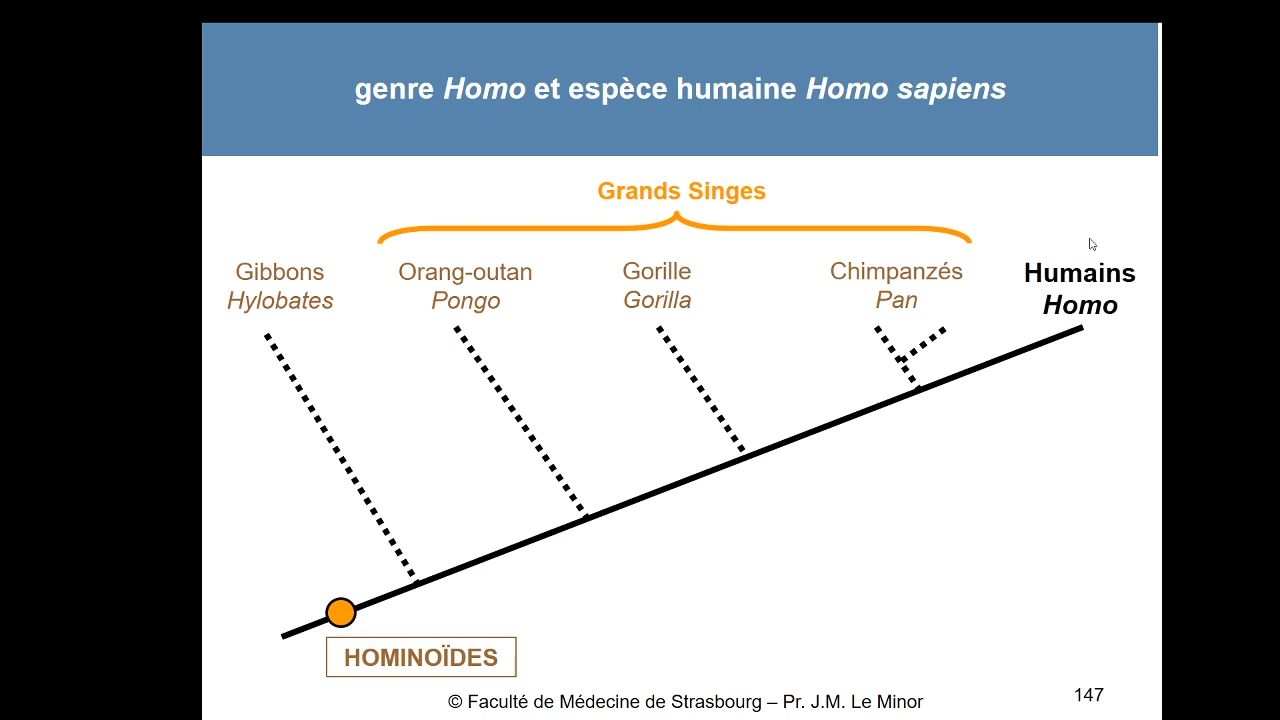 genre Homo et espèce humaine Homo sapiens
Grands Singes
Gibbons
Hylobates
Orang-outan
Pongo
Gorille
Gorilla
Chimpanzés
Pan
Humains
Homo
HOMINOÏDES
© Faculté de Médecine de Strasbourg – Pr. J.M. Le Minor
147